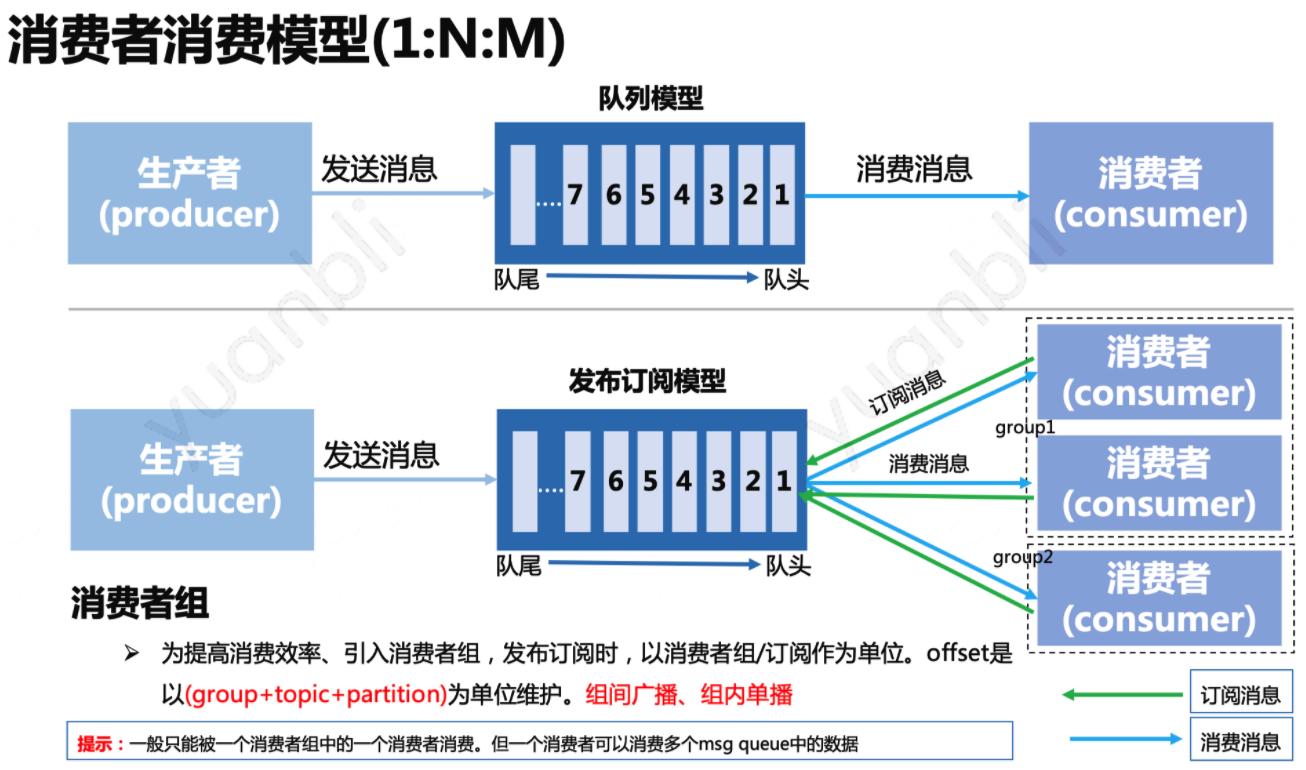 消费者消费模型(1:N:M)
队列模型
生产者
(producer)
发送消息
.... 7 6 5 4 3 2 1
消费消息
消费者
(consumer)
队尾
队头
yuanbli
yuanbli
发布订阅模型
生产者
(producer)
发送消息
.... 7 6 5 4 3 2 1
队尾
队头
订阅消息
消费消息
group1
group2
消费者
(consumer)
消费者
(consumer)
消费者
(consumer)
消费者组
➢ 为提高消费效率、引入消费者组，发布订阅时，以消费者组/订阅作为单位。offset是
以(group+topic+partition)为单位维护。组间广播、组内单播
提示：一般只能被一个消费者组中的一个消费者消费。但一个消费者可以消费多个msg queue中的数据
订阅消息
消费消息